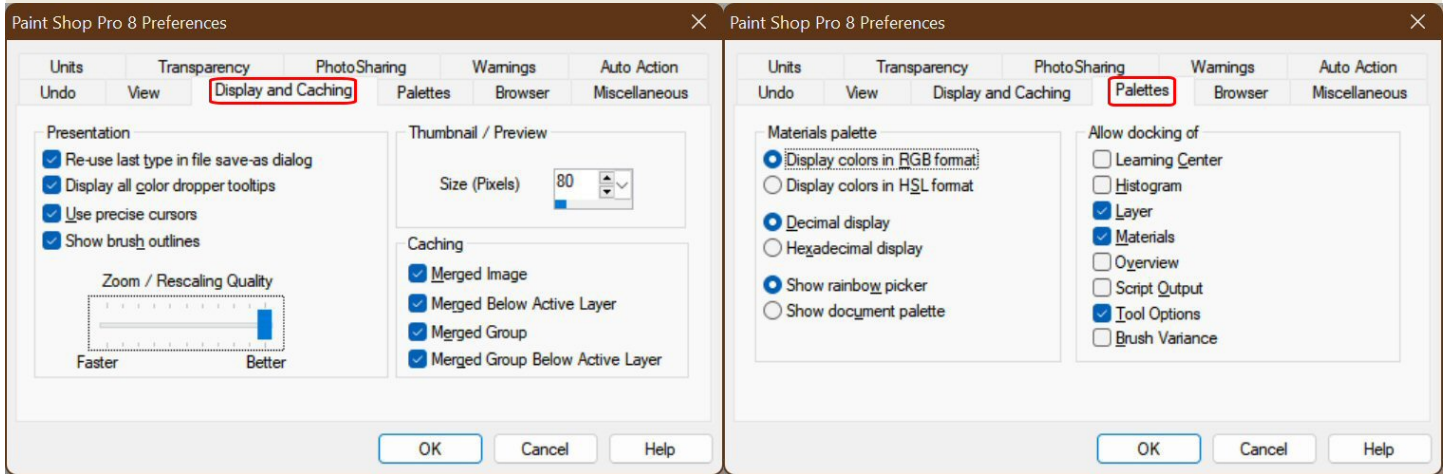 Paint Shop Pro 8 Preferences
Units Transparency PhotoSharing Warnings Auto Action
Undo View Display and Caching Palettes Browser Miscellaneous
Presentation
Re-use last type in file save-as dialog
Display all color dropper tooltips
Use precise cursors
Show brush outlines
Zoom / Rescaling Quality
Faster Better
Thumbnail / Preview
Size (Pixels) 80
Caching
Merged Image
Merged Below Active Layer
Merged Group
Merged Group Below Active Layer
OK Cancel Help
Paint Shop Pro 8 Preferences
Units Transparency PhotoSharing Warnings Auto Action
Undo View Display and Caching Palettes Browser Miscellaneous
Materials palette
Display colors in RGB format
Display colors in HSL format
Decimal display
Hexadecimal display
Show rainbow picker
Show document palette
Allow docking of
Learning Center
Histogram
Layer
Materials
Overview
Script Output
Tool Options
Brush Variance
OK Cancel Help